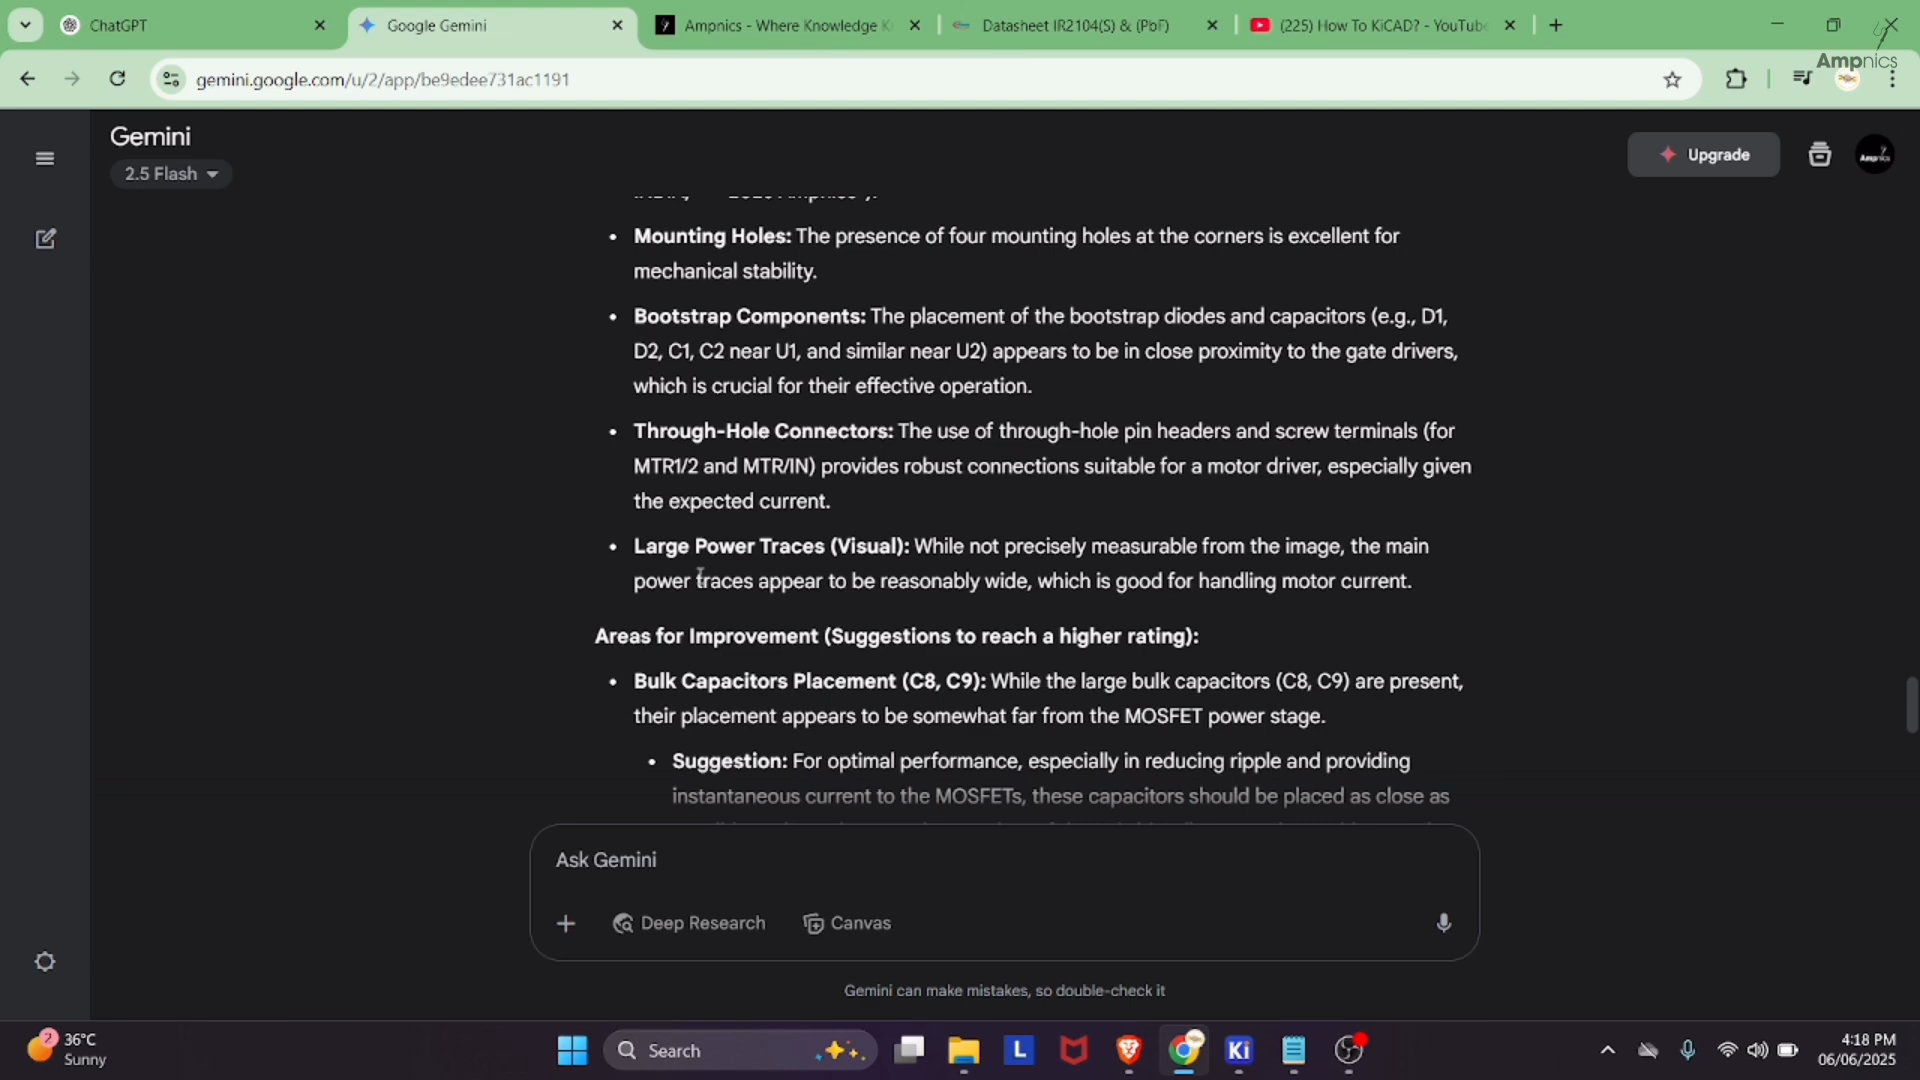 ChatGPT
Google Gemini
Ampnics - Where Knowledge K
Datasheet IR2104(S) & (PbF)
(225) How To KiCAD? - YouTube
Ampnics
gemini.google.com/u/2/app/be9edee731ac1191
Gemini
2.5 Flash
Upgrade
Mounting Holes: The presence of four mounting holes at the corners is excellent for
mechanical stability.
Bootstrap Components: The placement of the bootstrap diodes and capacitors (e.g., D1,
D2, C1, C2 near U1, and similar near U2) appears to be in close proximity to the gate drivers,
which is crucial for their effective operation.
Through-Hole Connectors: The use of through-hole pin headers and screw terminals (for
MTR1/2 and MTR/IN) provides robust connections suitable for a motor driver, especially given
the expected current.
Large Power Traces (Visual): While not precisely measurable from the image, the main
power traces appear to be reasonably wide, which is good for handling motor current.
Areas for Improvement (Suggestions to reach a higher rating):
Bulk Capacitors Placement (C8, C9): While the large bulk capacitors (C8, C9) are present,
their placement appears to be somewhat far from the MOSFET power stage.
Suggestion: For optimal performance, especially in reducing ripple and providing
instantaneous current to the MOSFETs, these capacitors should be placed as close as
Ask Gemini
Deep Research
Canvas
Gemini can make mistakes, so double-check it
2
36°C
Sunny
Search
L
Ki
4:18 PM
06/06/2025